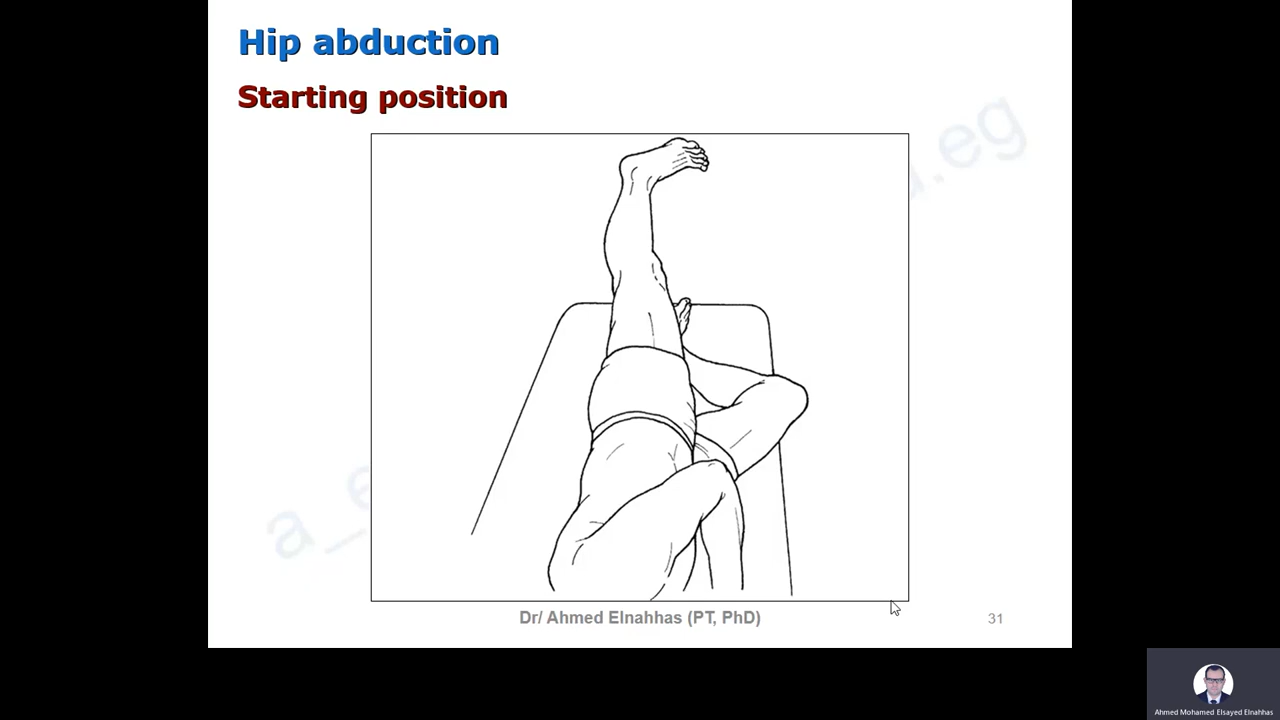 Hip abduction
Starting position
Dr/ Ahmed Elnahhas (PT, PhD)
31
Ahmed Mohamed Elsayed Elnahhas